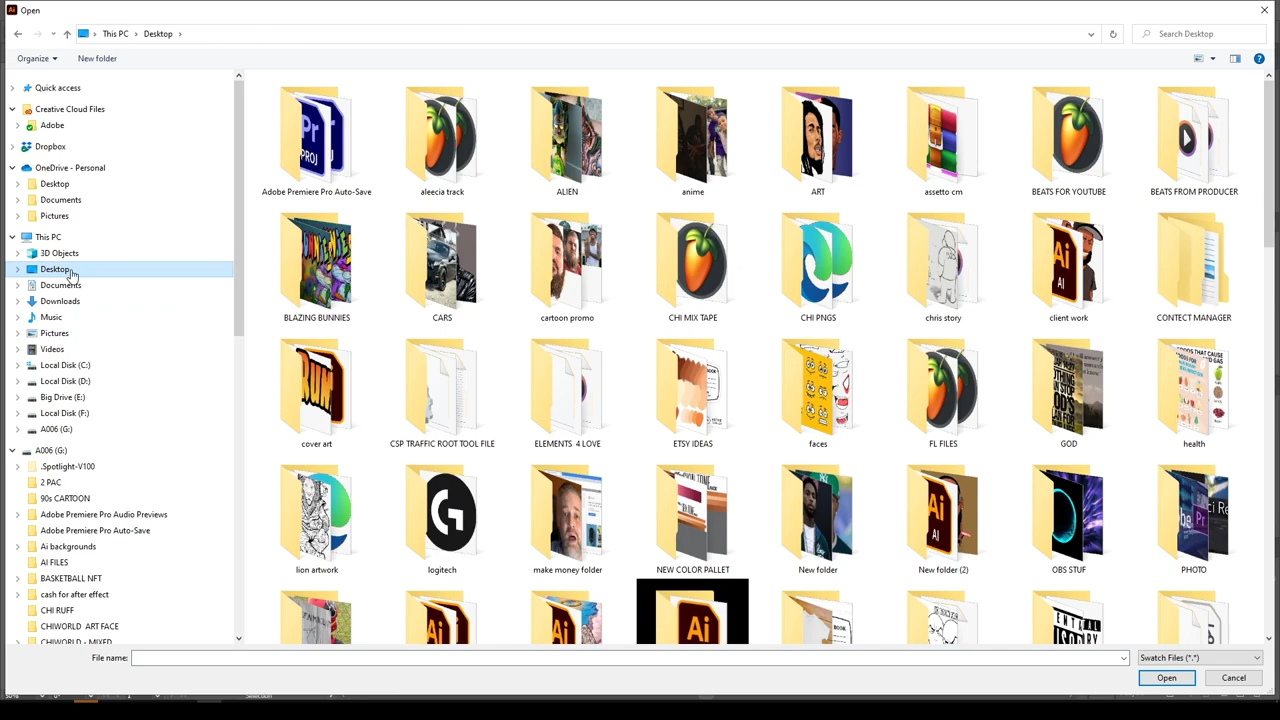 Open
This PC
Desktop
Search Desktop
Organize
New folder
Quick access
Creative Cloud Files
Adobe
Dropbox
OneDrive - Personal
Desktop
Documents
Pictures
This PC
3D Objects
Desktop
Documents
Downloads
Music
Pictures
Videos
Local Disk (C:)
Local Disk (D:)
Big Drive (E:)
Local Disk (F:)
A006 (G:)
A006 (G:)
.Spotlight-V100
2 PAC
90s CARTOON
Adobe Premiere Pro Audio Previews
Adobe Premiere Pro Auto-Save
Ai backgrounds
AI FILES
BASKETBALL NFT
cash for after effect
CHI RUFF
CHIWORLD ART FACE
CHIWORLD - MIXED
Adobe Premiere Pro Auto-Save
aleecia track
ALIEN
anime
ART
assetto cm
BEATS FOR YOUTUBE
BEATS FROM PRODUCER
BLAZING BUNNIES
CARS
cartoon promo
CHI MIX TAPE
CHI PNGS
chris story
client work
CONTECT MANAGER
cover art
CSP TRAFFIC ROOT TOOL FILE
ELEMENTS 4 LOVE
ETSY IDEAS
faces
FL FILES
GOD
health
lion artwork
logitech
make money folder
NEW COLOR PALLET
New folder
New folder (2)
OBS STUF
PHOTO
File name:
Swatch Files (*.*)
Open
Cancel